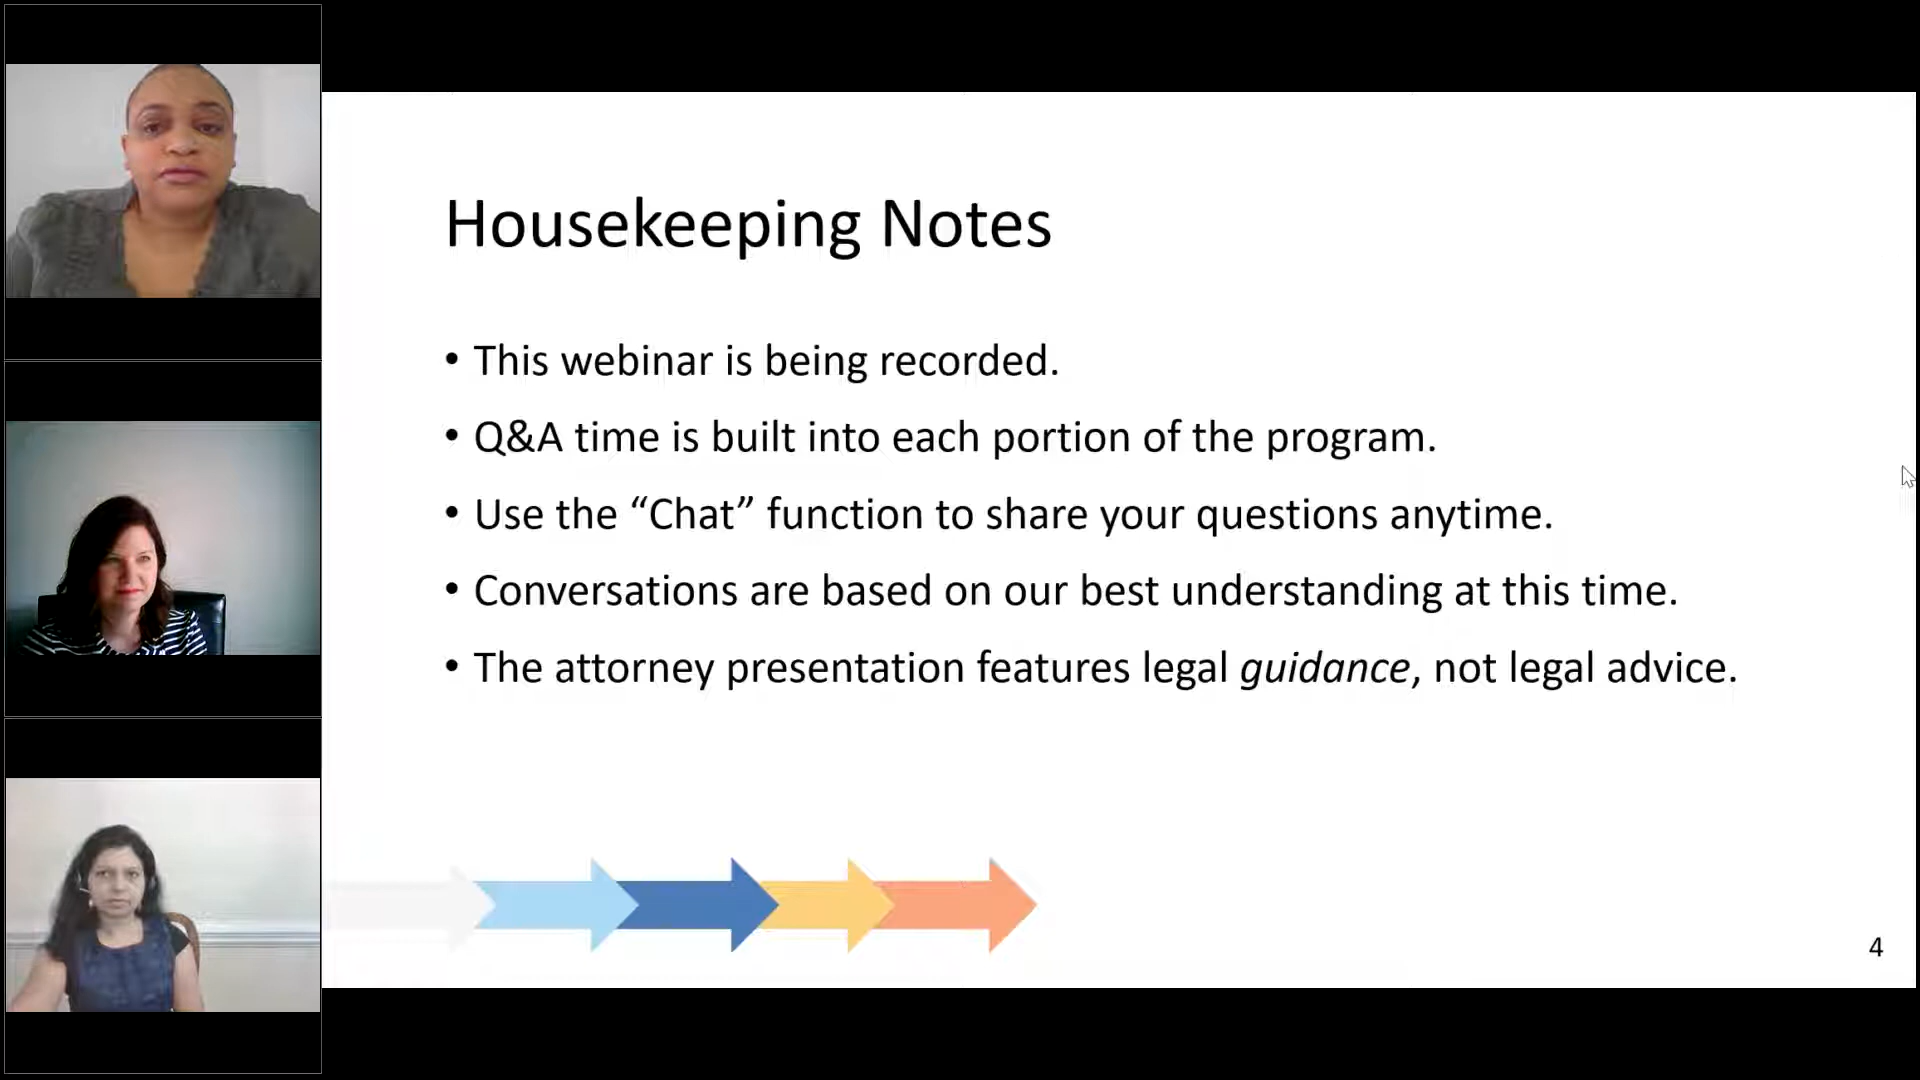 Housekeeping Notes
• This webinar is being recorded.
• Q&A time is built into each portion of the program.
• Use the “Chat” function to share your questions anytime.
• Conversations are based on our best understanding at this time.
• The attorney presentation features legal guidance, not legal advice.
4